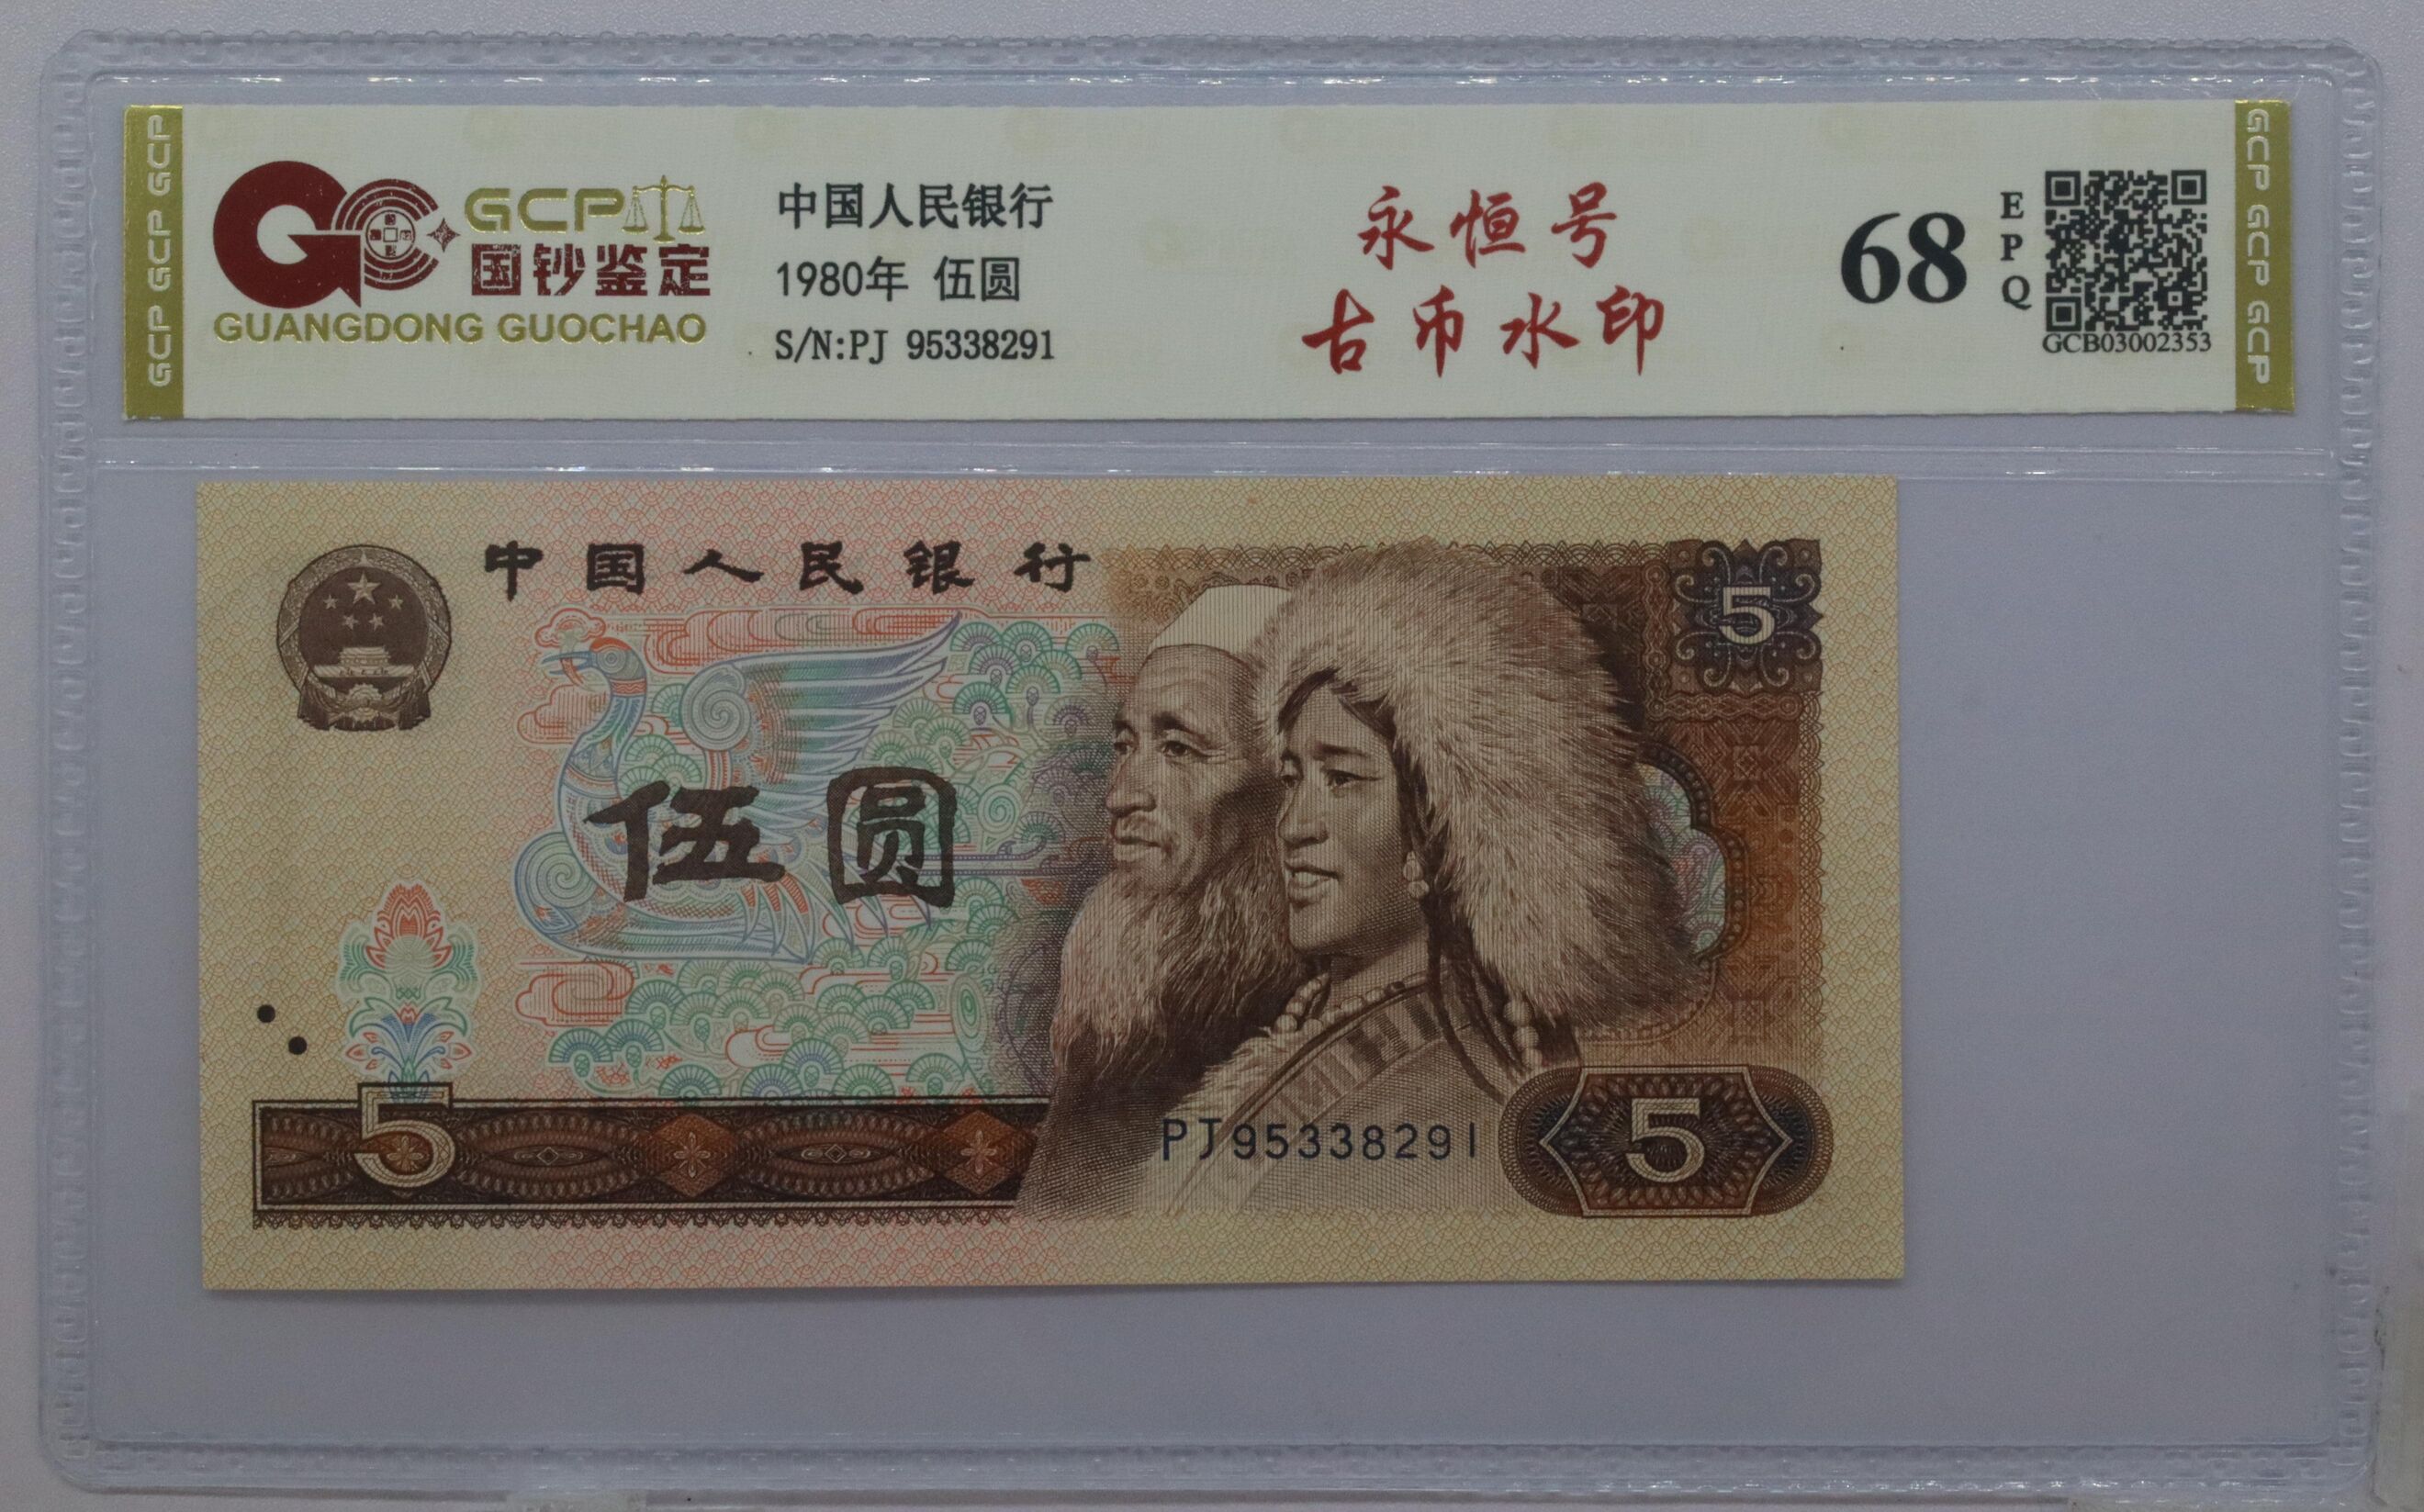 GCP GCP GCP
GCP
国钞鉴定
GUANGDONG GUOCHAO
中国人民银行
1980年 伍圆
S/N:PJ 95338291
永恒号
古币水印
68
EPQ
GCB03002353
GCP GCP GCP
中国人民银行
5
伍圆
5
PJ95338291
5